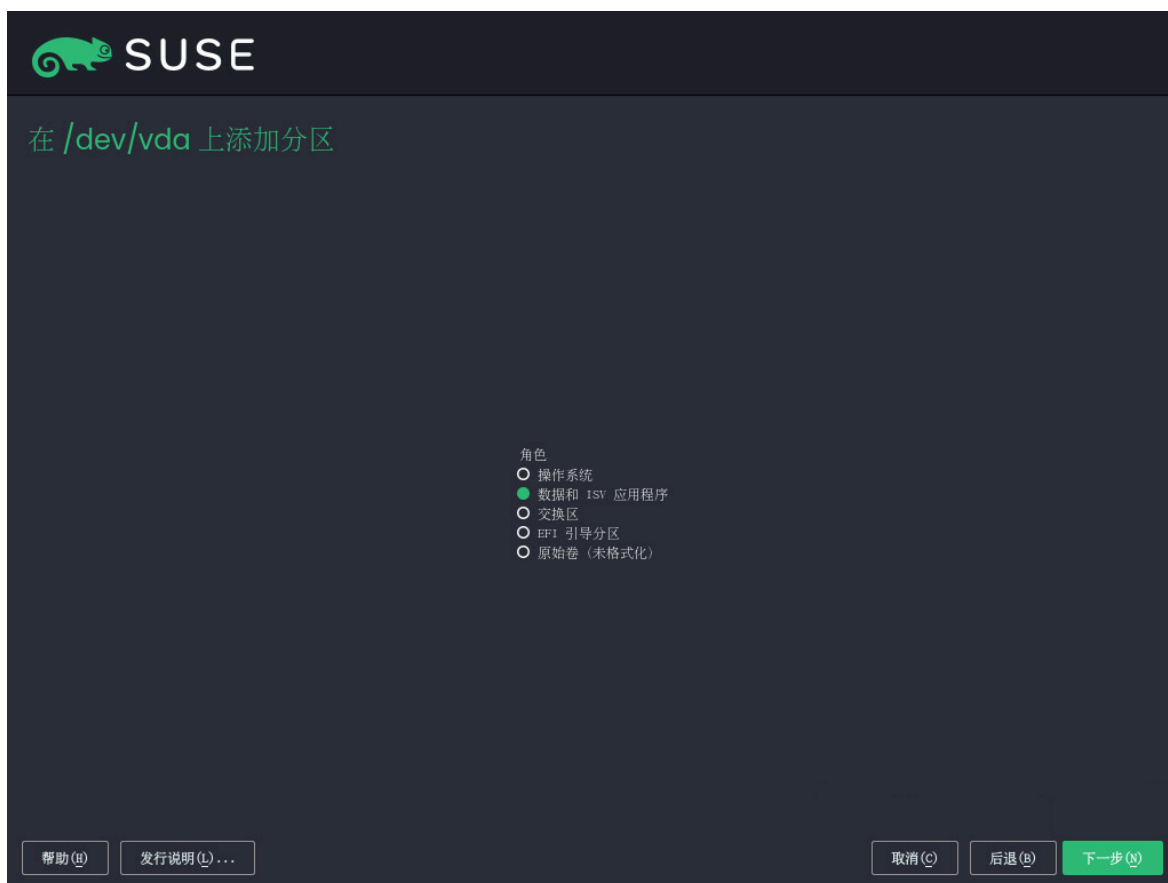 SUSE
在 /dev/vda 上添加分区
角色
操作系统
数据和 ISV 应用程序
交换区
EFI 引导分区
原始卷（未格式化）
帮助(H) 发行说明(L)... 取消(C) 后退(B) 下一步(N)